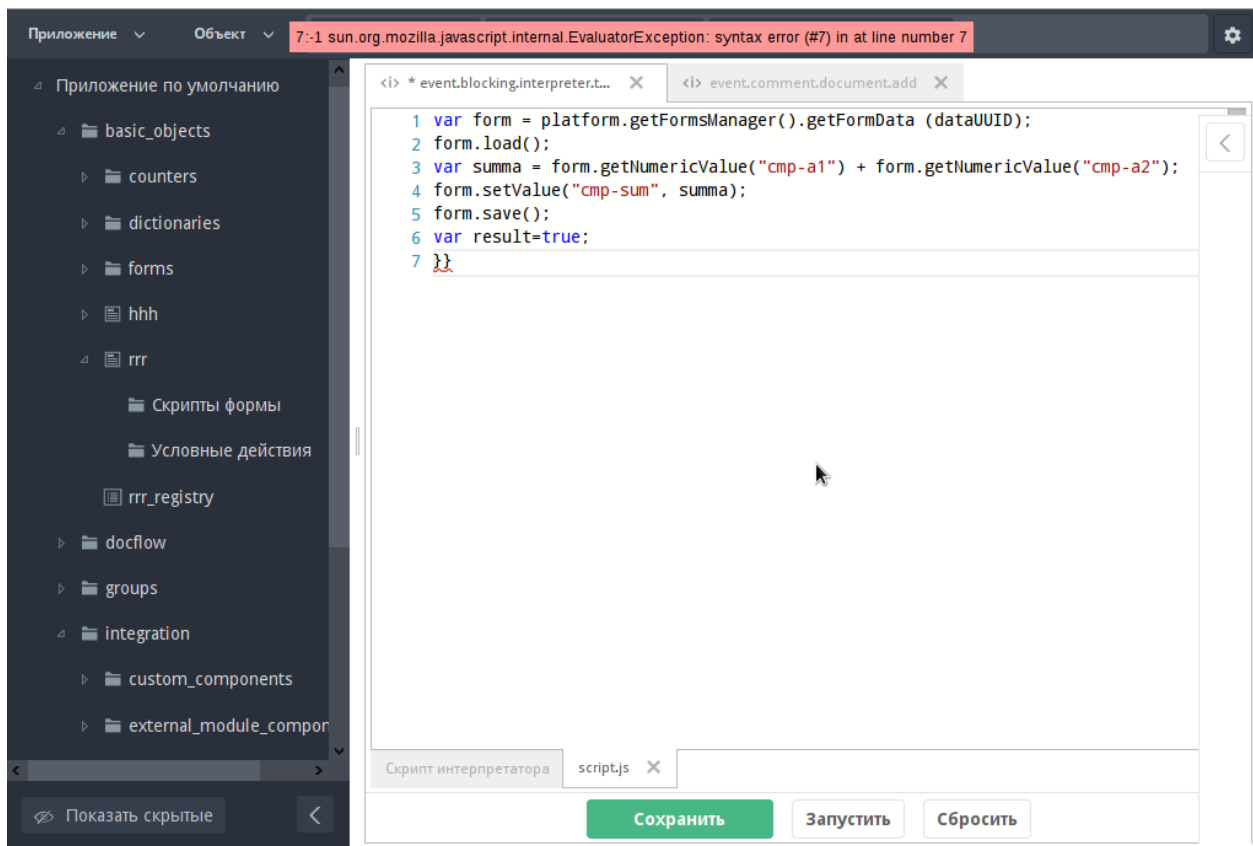 Приложение Объект 7:-1 sun.org.mozilla.javascript.internal.EvaluatorException: syntax error (#7) in at line number 7
Приложение по умолчанию
basic_objects
counters
dictionaries
forms
hhh
rrr
Скрипты формы
Условные действия
rrr_registry
docflow
groups
integration
custom_components
external_module_compon
Показать скрытые
<i> * event.blocking.interpreter.t... <i> event.comment.document.add
1 var form = platform.getFormsManager().getFormData (dataUUID);
2 form.load();
3 var summa = form.getNumericValue("cmp-a1") + form.getNumericValue("cmp-a2");
4 form.setValue("cmp-sum", summa);
5 form.save();
6 var result=true;
7 }}
Скрипт интерпретатора script.js
Сохранить Запустить Сбросить